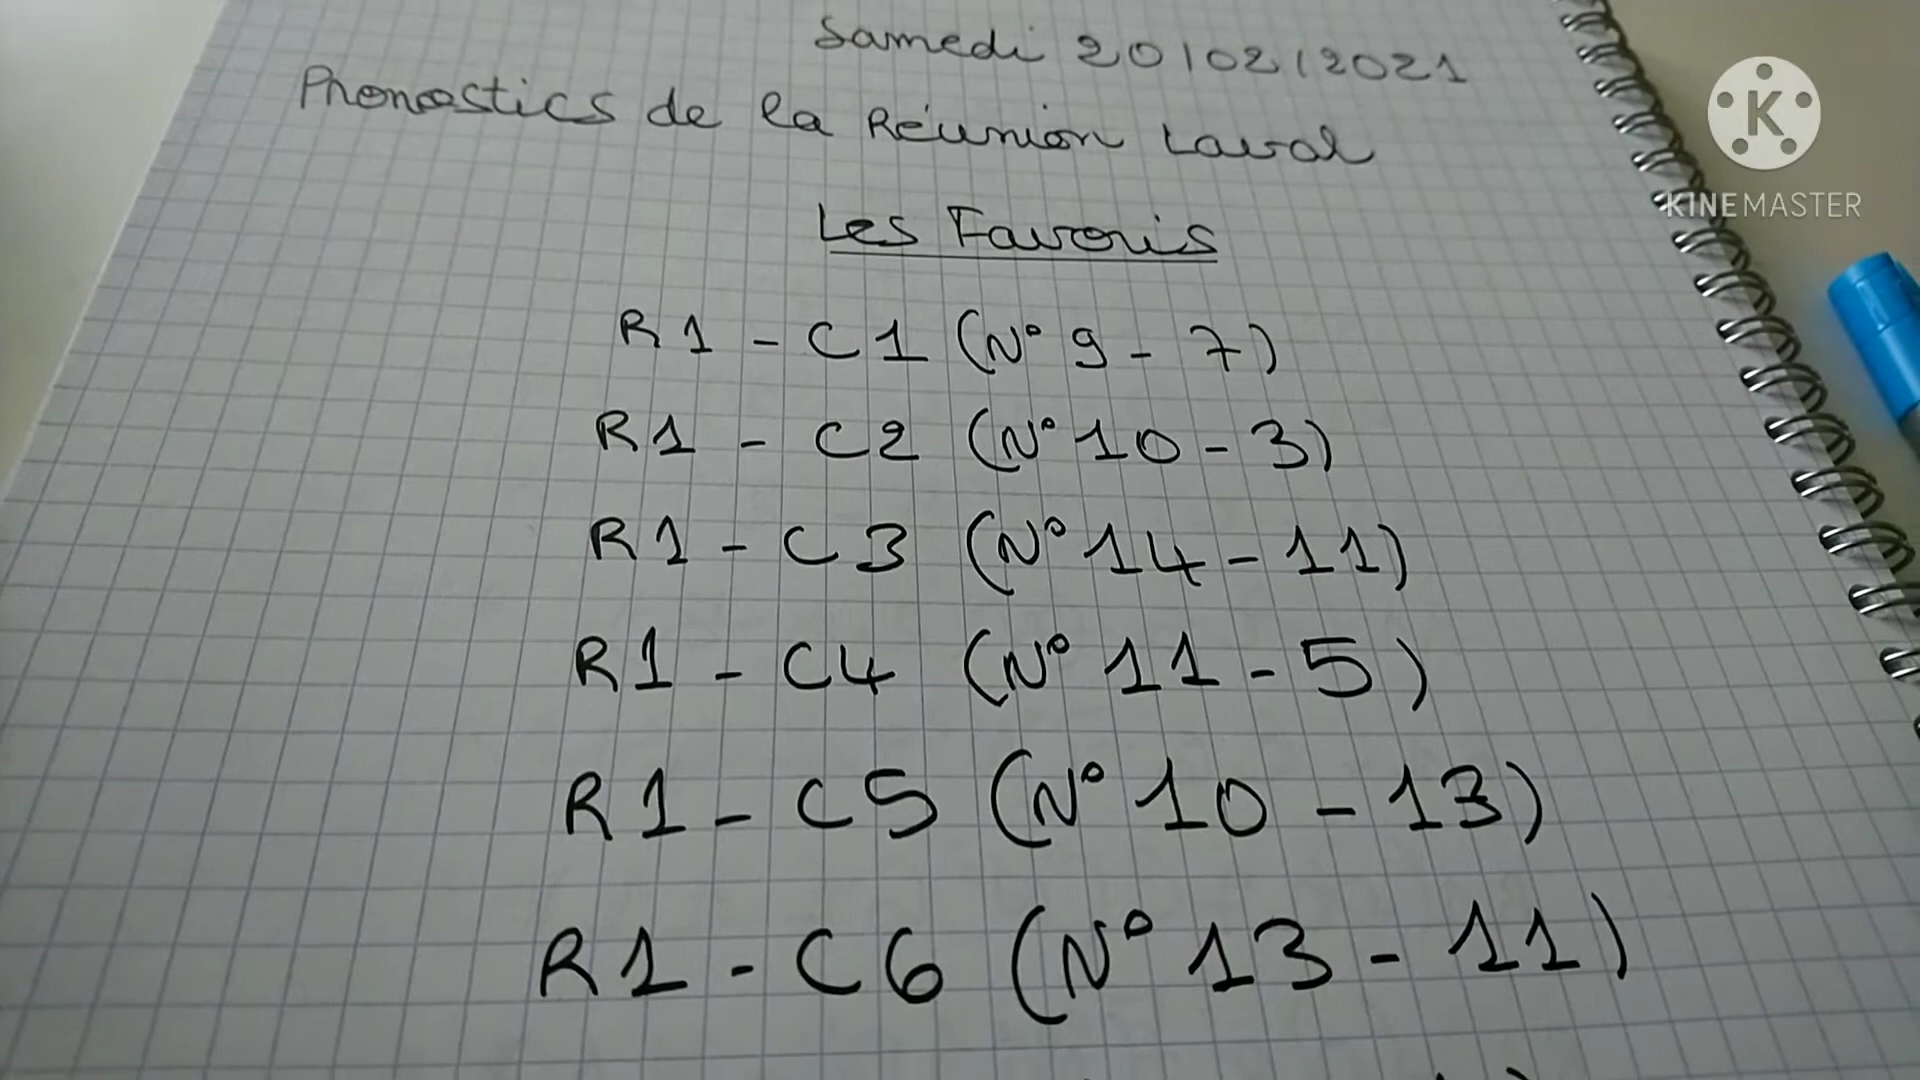 Samedi 20/02/2021
Pronostics de la Réunion Laval
Les Favoris
R1 - C1 (N° 9 - 7)
R1 - C2 (N° 10 - 3)
R1 - C3 (N° 14 - 11)
R1 - C4 (N° 11 - 5)
R1 - C5 (N° 10 - 13)
R1 - C6 (N° 13 - 11)
K
KINEMASTER